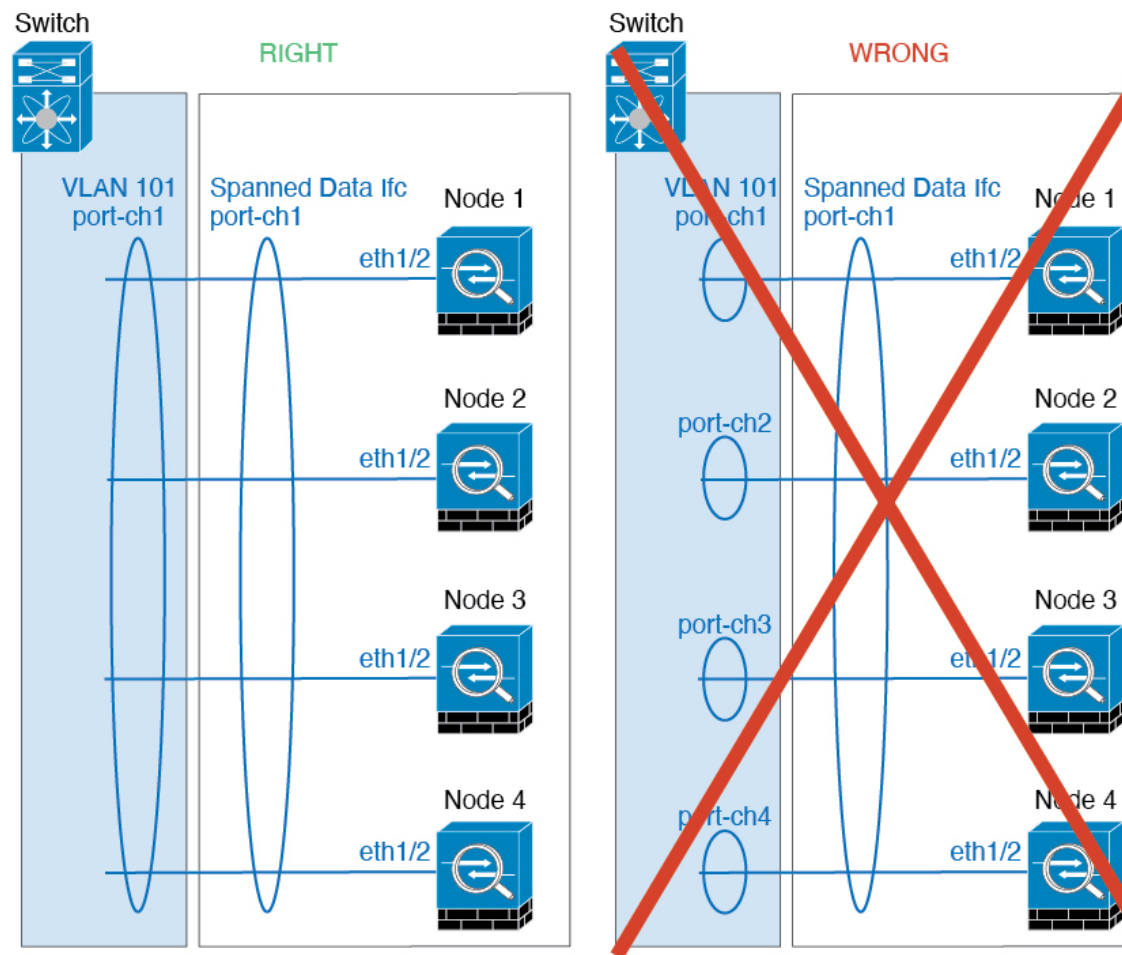 Switch
RIGHT
VLAN 101
port-ch1
Spanned Data Ifc
port-ch1
Node 1
eth1/2
Node 2
eth1/2
Node 3
eth1/2
Node 4
eth1/2
Switch
WRONG
VLAN 101
port-ch1
Spanned Data Ifc
port-ch1
Node 1
eth1/2
port-ch2
Node 2
eth1/2
port-ch3
Node 3
eth1/2
port-ch4
Node 4
eth1/2